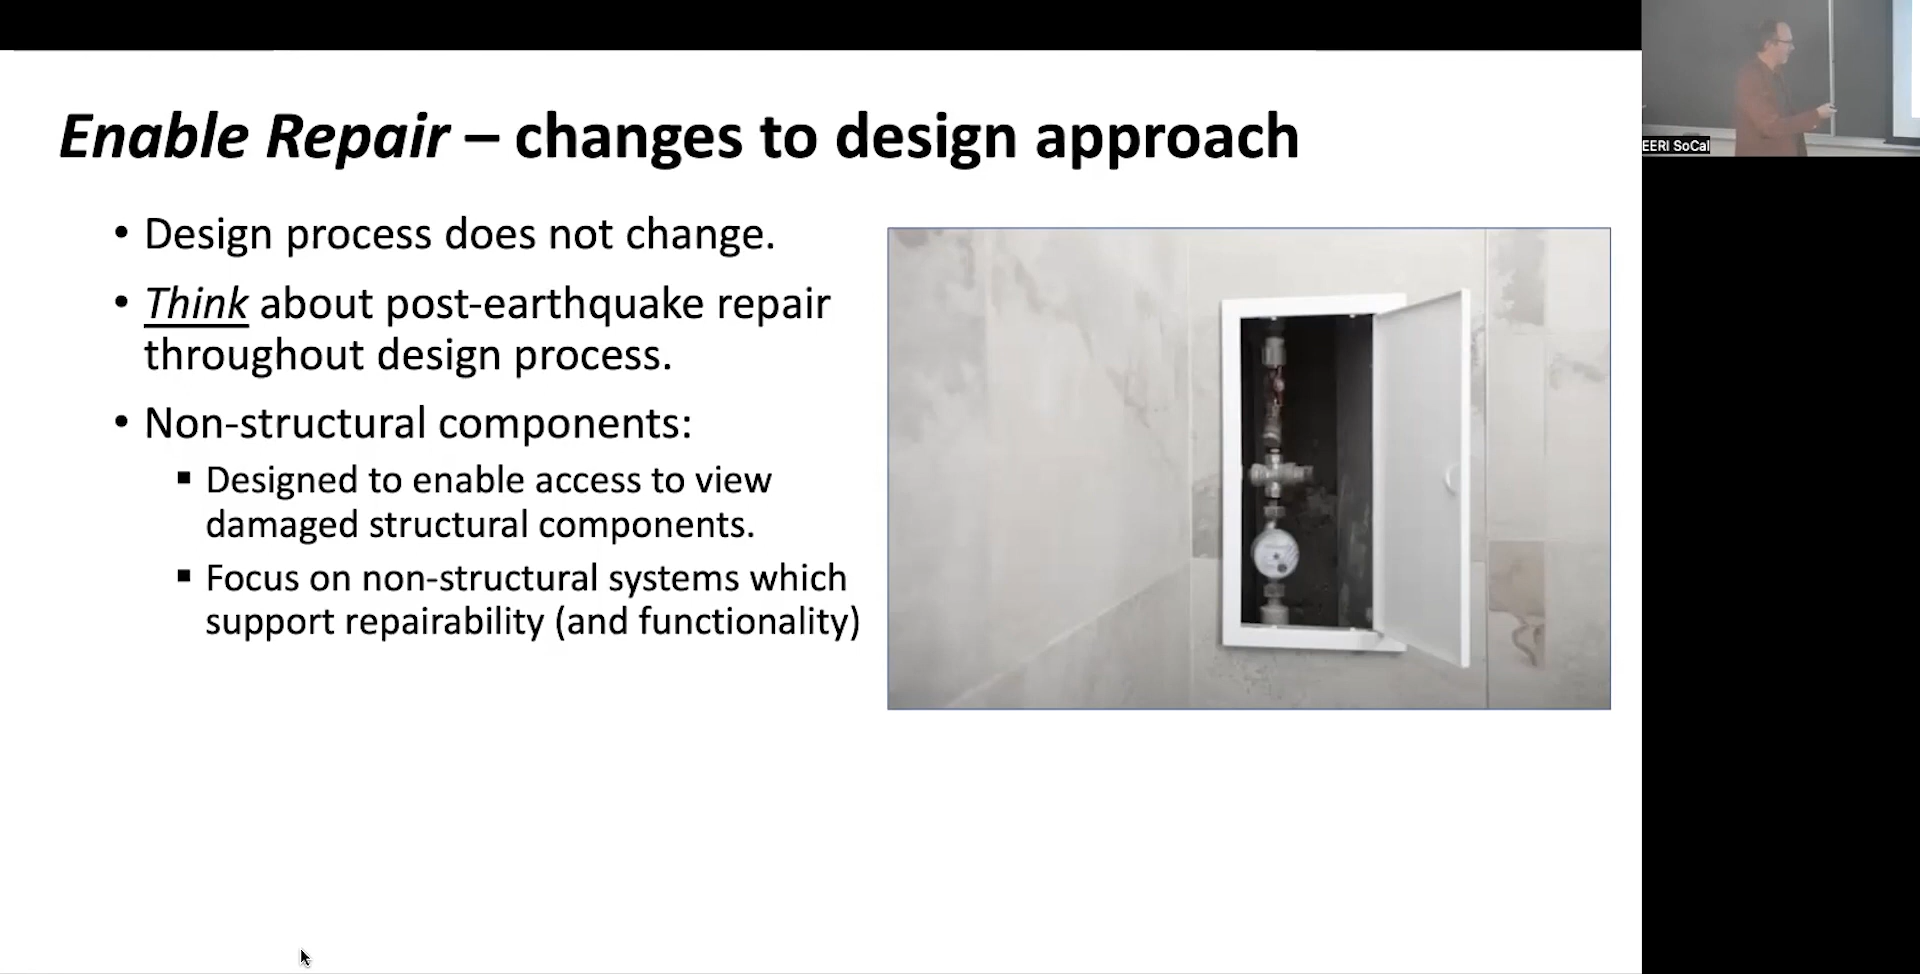 Enable Repair – changes to design approach
• Design process does not change.
• Think about post-earthquake repair
throughout design process.
• Non-structural components:
▪ Designed to enable access to view
damaged structural components.
▪ Focus on non-structural systems which
support repairability (and functionality)
EERI SoCal